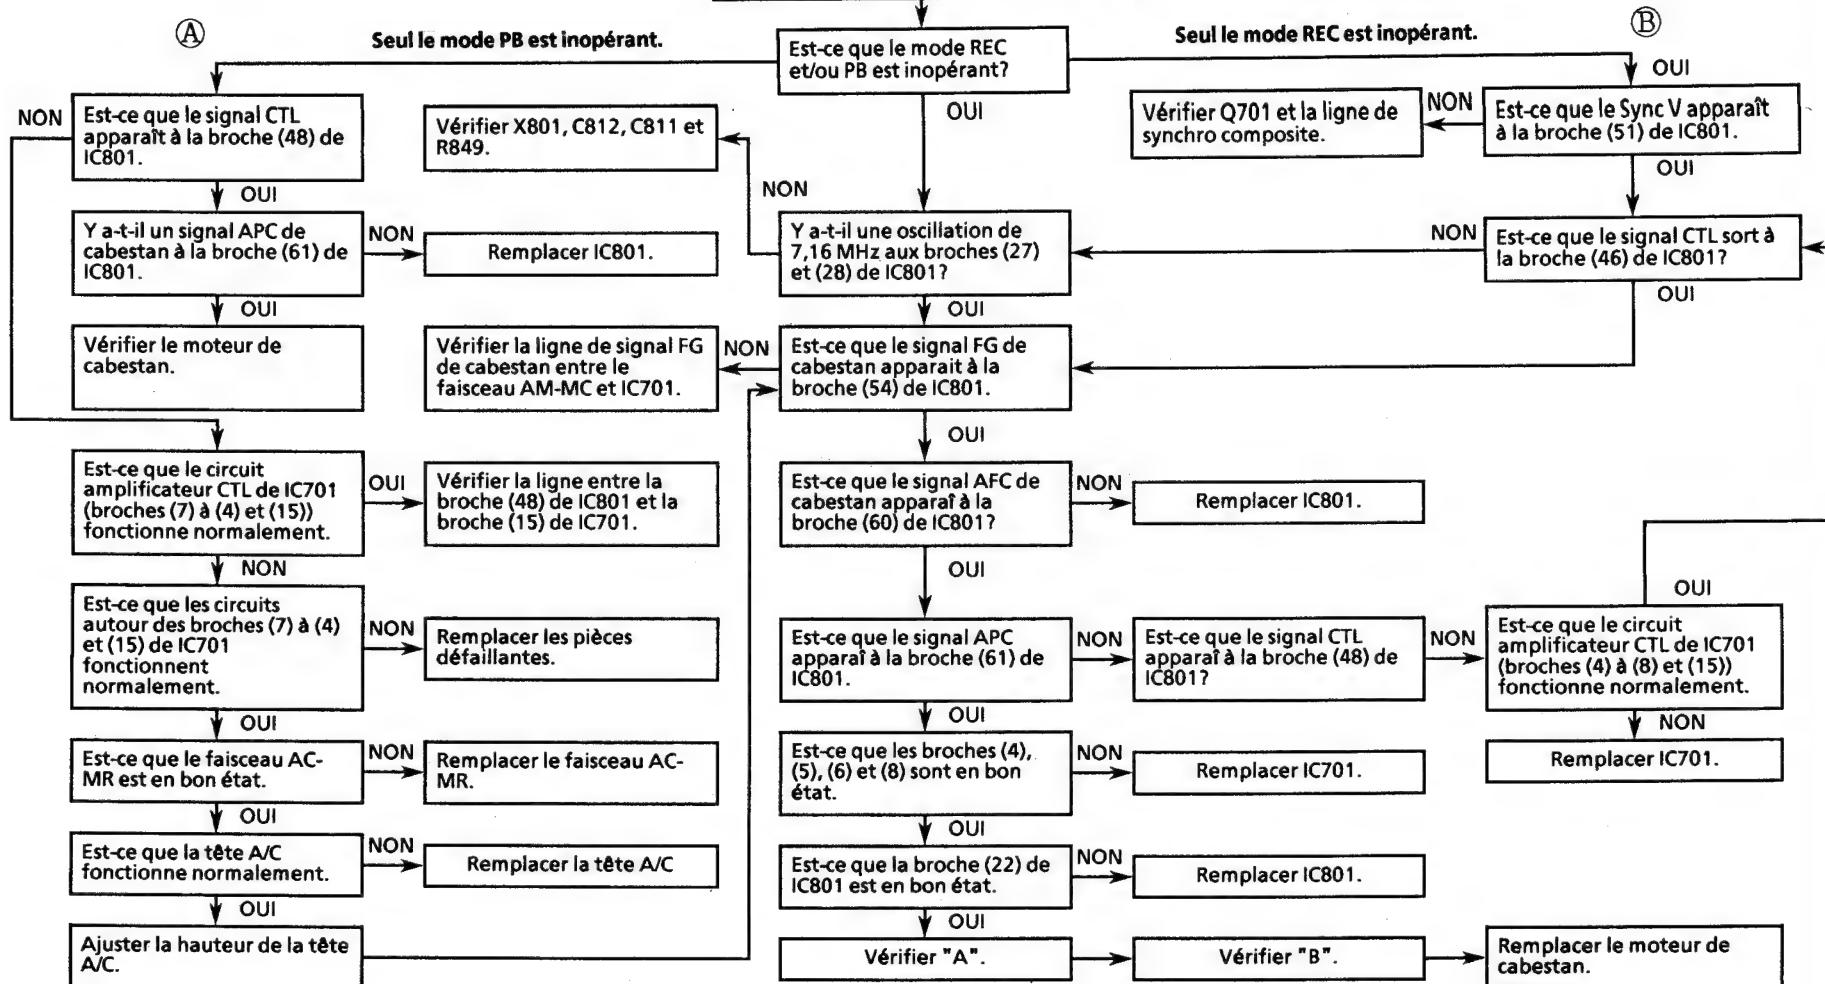 Ⓐ
Seul le mode PB est inopérant.
Est-ce que le mode REC
et/ou PB est inopérant?
Seul le mode REC est inopérant.
Ⓑ
OUI
NON
Est-ce que le signal CTL
apparaît à la broche (48) de
IC801.
OUI
Y a-t-il un signal APC de
cabestan à la broche (61) de
IC801.
NON
Remplacer IC801.
OUI
Vérifier le moteur de
cabestan.
Est-ce que le circuit
amplificateur CTL de IC701
(broches (7) à (4) et (15))
fonctionne normalement.
OUI
Vérifier la ligne entre la
broche (48) de IC801 et la
broche (15) de IC701.
NON
Est-ce que les circuits
autour des broches (7) à (4)
et (15) de IC701
fonctionnent
normalement.
NON
Remplacer les pièces
défaillantes.
OUI
Est-ce que le faisceau AC-
MR est en bon état.
NON
Remplacer le faisceau AC-
MR.
OUI
Est-ce que la tête A/C
fonctionne normalement.
NON
Remplacer la tête A/C
OUI
Ajuster la hauteur de la tête
A/C.
OUI
Vérifier X801, C812, C811 et
R849.
NON
Y a-t-il une oscillation de
7,16 MHz aux broches (27)
et (28) de IC801?
OUI
Vérifier la ligne de signal FG
de cabestan entre le
faisceau AM-MC et IC701.
NON
Est-ce que le signal FG de
cabestan apparait à la
broche (54) de IC801.
OUI
Est-ce que le signal AFC de
cabestan apparaî à la
broche (60) de IC801?
NON
Remplacer IC801.
OUI
Est-ce que le signal APC
apparaî à la broche (61) de
IC801.
NON
Est-ce que le signal CTL
apparaî à la broche (48) de
IC801?
NON
Est-ce que le circuit
amplificateur CTL de IC701
(broches (4) à (8) et (15))
fonctionne normalement.
OUI
NON
Remplacer IC701.
OUI
Est-ce que les broches (4),
(5), (6) et (8) sont en bon
état.
NON
Remplacer IC701.
OUI
Est-ce que la broche (22) de
IC801 est en bon état.
NON
Remplacer IC801.
OUI
Vérifier "A".
Vérifier "B".
Remplacer le moteur de
cabestan.
Vérifier Q701 et la ligne de
synchro composite.
NON
Est-ce que le Sync V apparaît
à la broche (51) de IC801.
OUI
NON
Est-ce que le signal CTL sort à
la broche (46) de IC801?
OUI